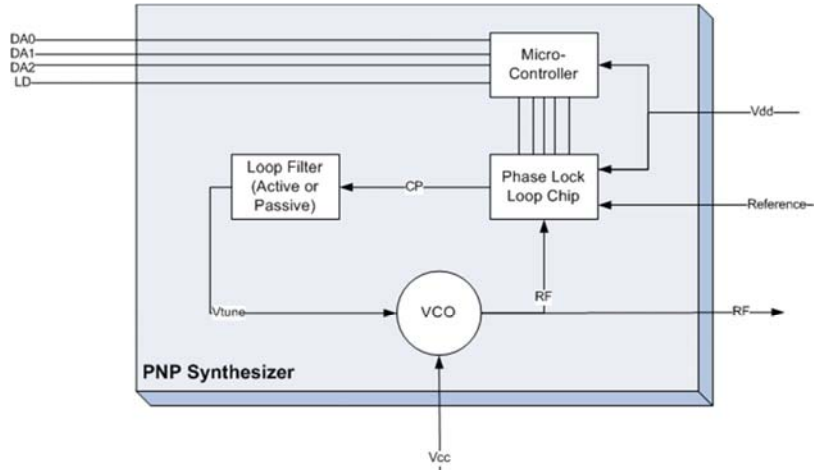 DA0
DA1
DA2
LD
Micro-
Controller
Vdd
Loop Filter
(Active or
Passive)
CP
Phase Lock
Loop Chip
Reference
RF
Vtune
VCO
RF
PNP Synthesizer
Vcc